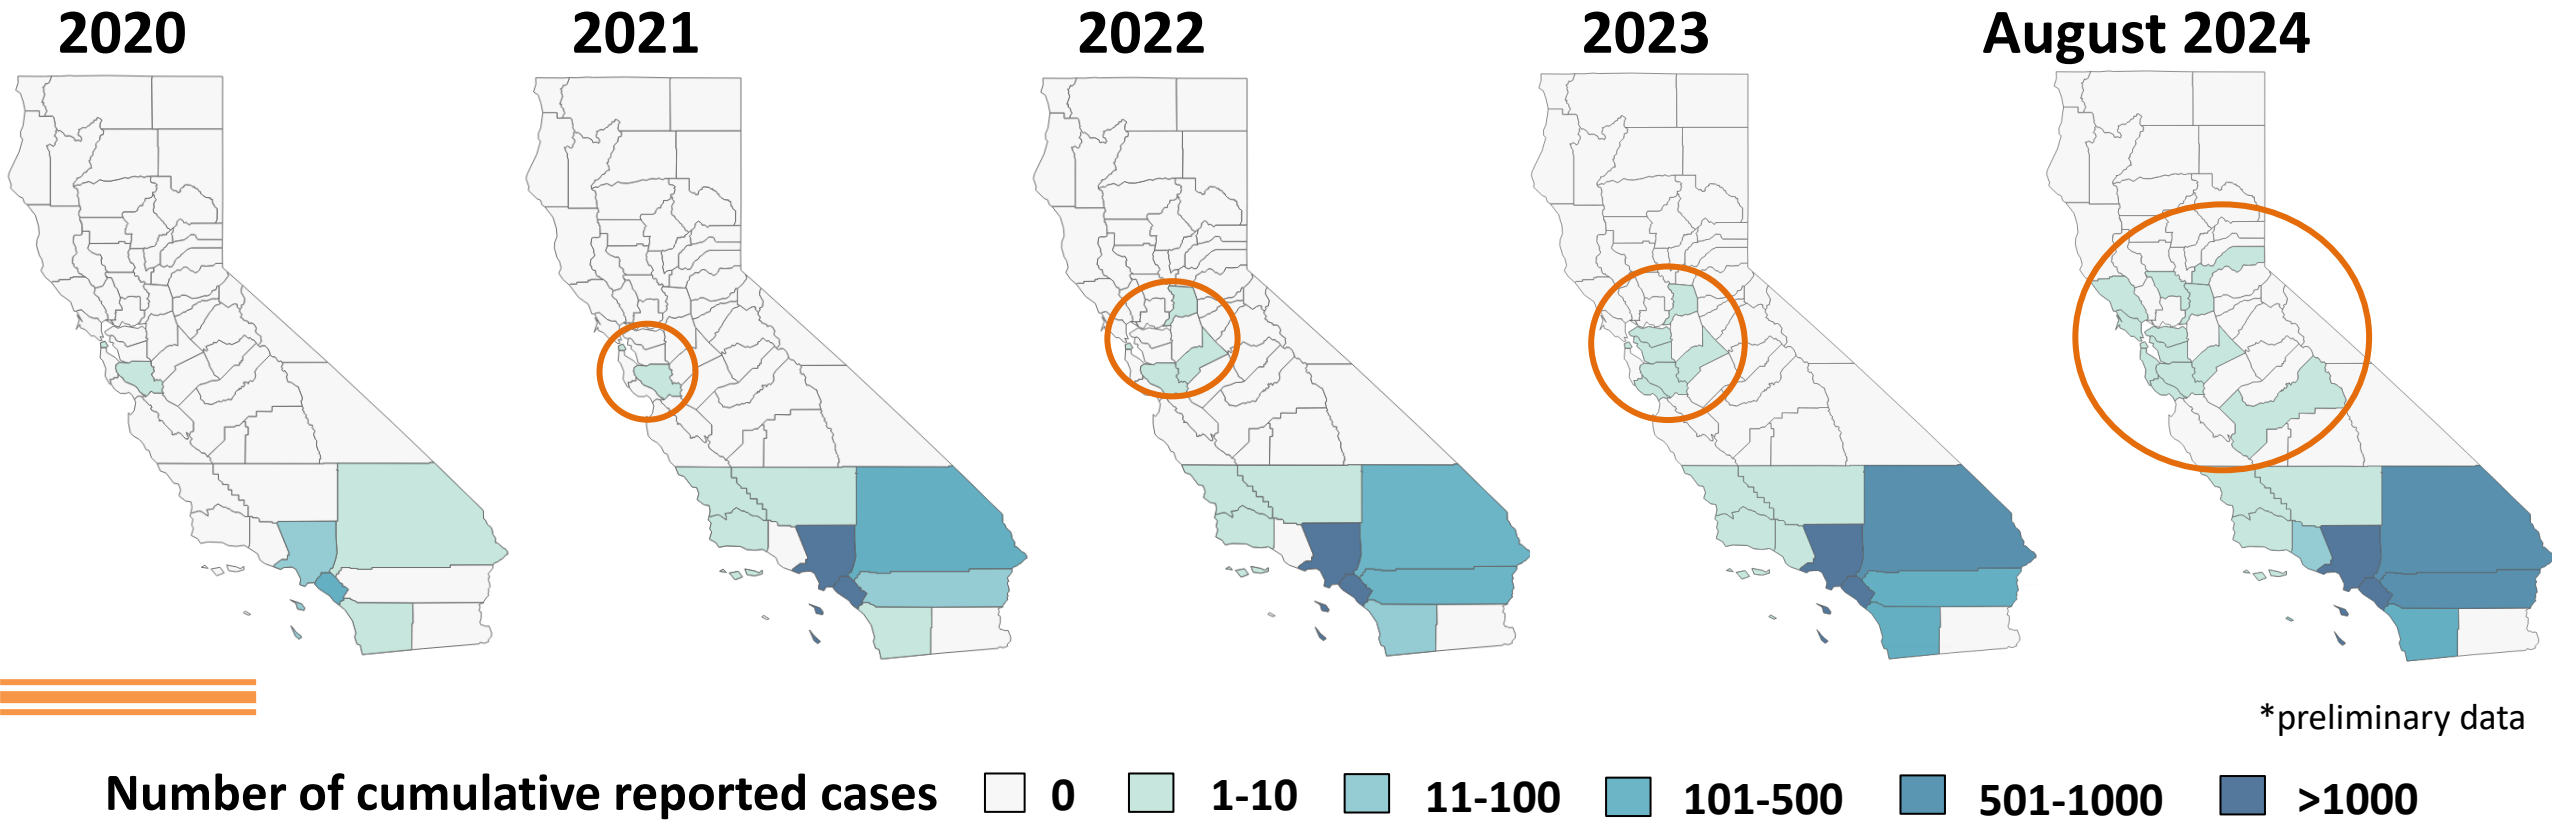 2020 2021 2022 2023 August 2024
*preliminary data
Number of cumulative reported cases 0 1-10 11-100 101-500 501-1000 >1000